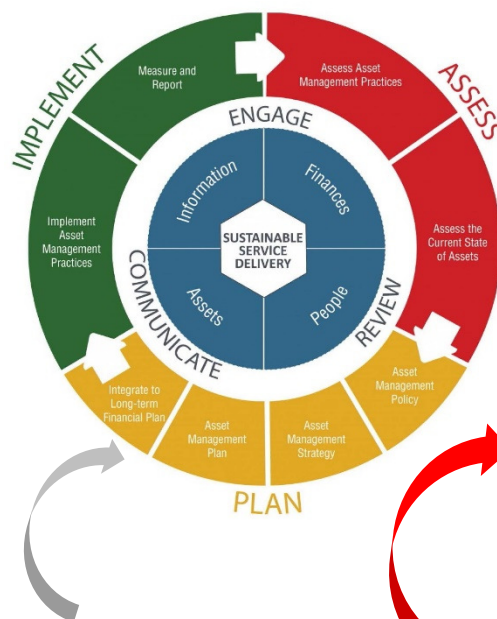 IMPLEMENT
ASSESS
PLAN
Measure and
Report
Assess Asset
Management Practices
Implement
Asset
Management
Practices
Assess the
Current State
of Assets
Integrate to
Long-term
Financial Plan
Asset
Management
Plan
Asset
Management
Strategy
Asset
Management
Policy
ENGAGE
COMMUNICATE
REVIEW
Information
Finances
Assets
People
SUSTAINABLE
SERVICE
DELIVERY